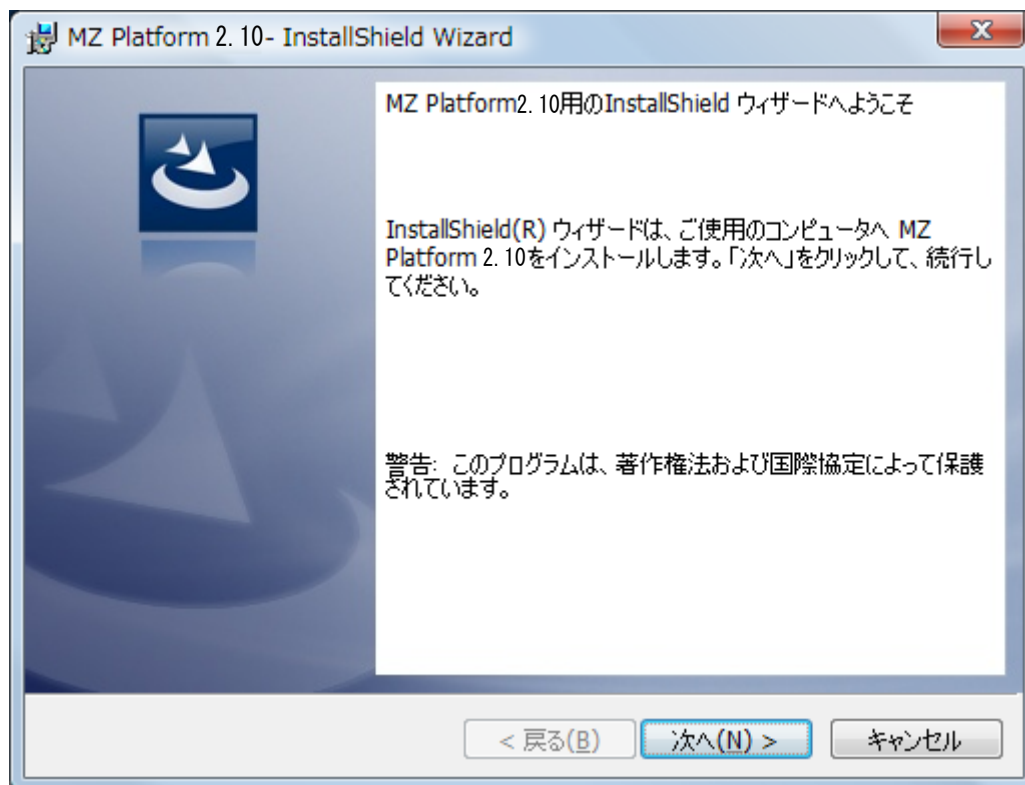 MZ Platform 2.10- InstallShield Wizard
MZ Platform2.10用のInstallShield ウィザードへようこそ
InstallShield(R) ウィザードは、ご使用のコンピュータへ MZ
Platform 2.10をインストールします。「次へ」をクリックして、続行し
てください。
警告: このプログラムは、著作権法および国際協定によって保護
されています。
< 戻る(B)
次へ(N) >
キャンセル